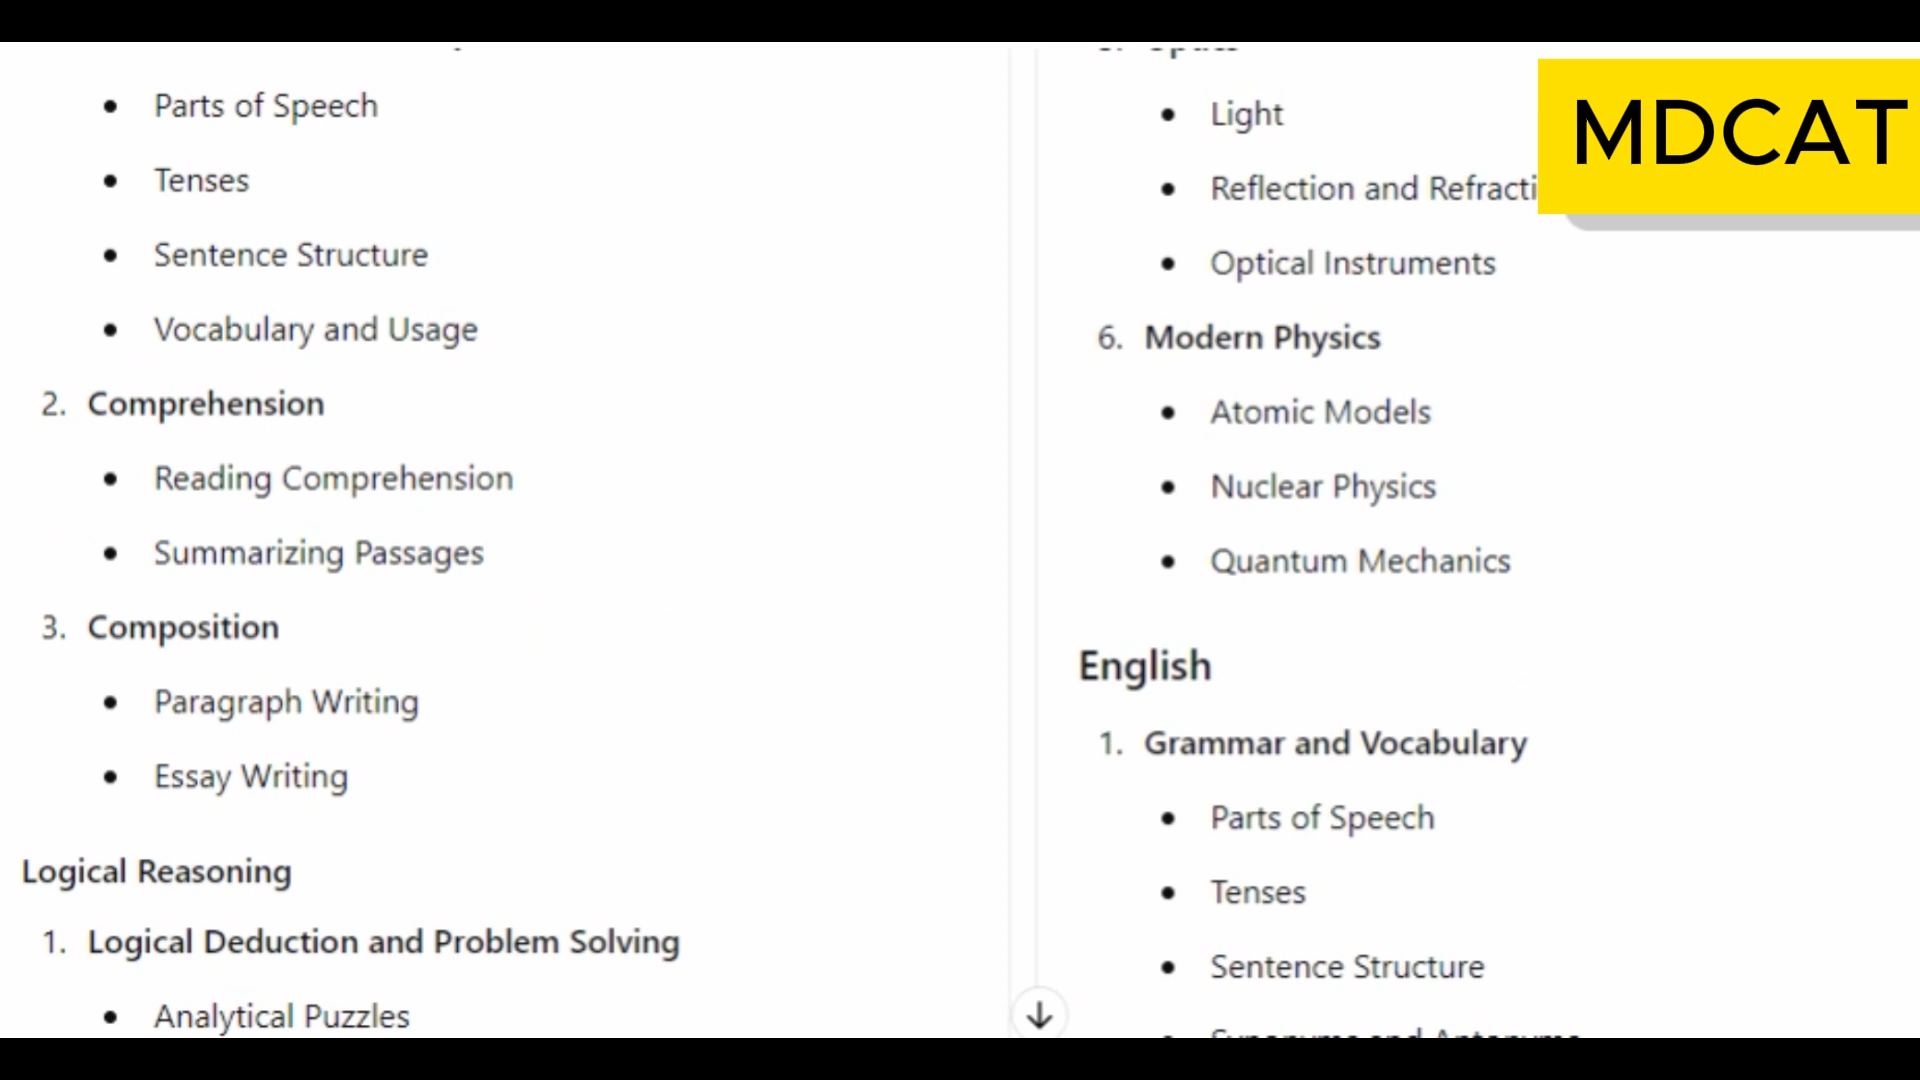 • Parts of Speech
• Tenses
• Sentence Structure
• Vocabulary and Usage
2. Comprehension
• Reading Comprehension
• Summarizing Passages
3. Composition
• Paragraph Writing
• Essay Writing
Logical Reasoning
1. Logical Deduction and Problem Solving
• Analytical Puzzles
MDCAT
• Light
• Reflection and Refracti
• Optical Instruments
6. Modern Physics
• Atomic Models
• Nuclear Physics
• Quantum Mechanics
English
1. Grammar and Vocabulary
• Parts of Speech
• Tenses
• Sentence Structure